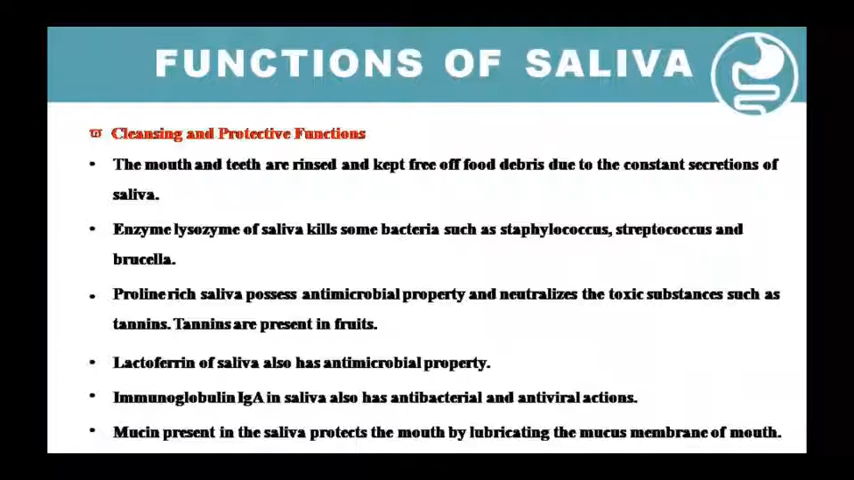 FUNCTIONS OF SALIVA
Cleansing and Protective Functions
• The mouth and teeth are rinsed and kept free off food debris due to the constant secretions of
saliva.
• Enzyme lysozyme of saliva kills some bacteria such as staphylococcus, streptococcus and
brucella.
• Proline rich saliva possess antimicrobial property and neutralizes the toxic substances such as
tannins. Tannins are present in fruits.
• Lactoferrin of saliva also has antimicrobial property.
• Immunoglobulin IgA in saliva also has antibacterial and antiviral actions.
• Mucin present in the saliva protects the mouth by lubricating the mucus membrane of mouth.